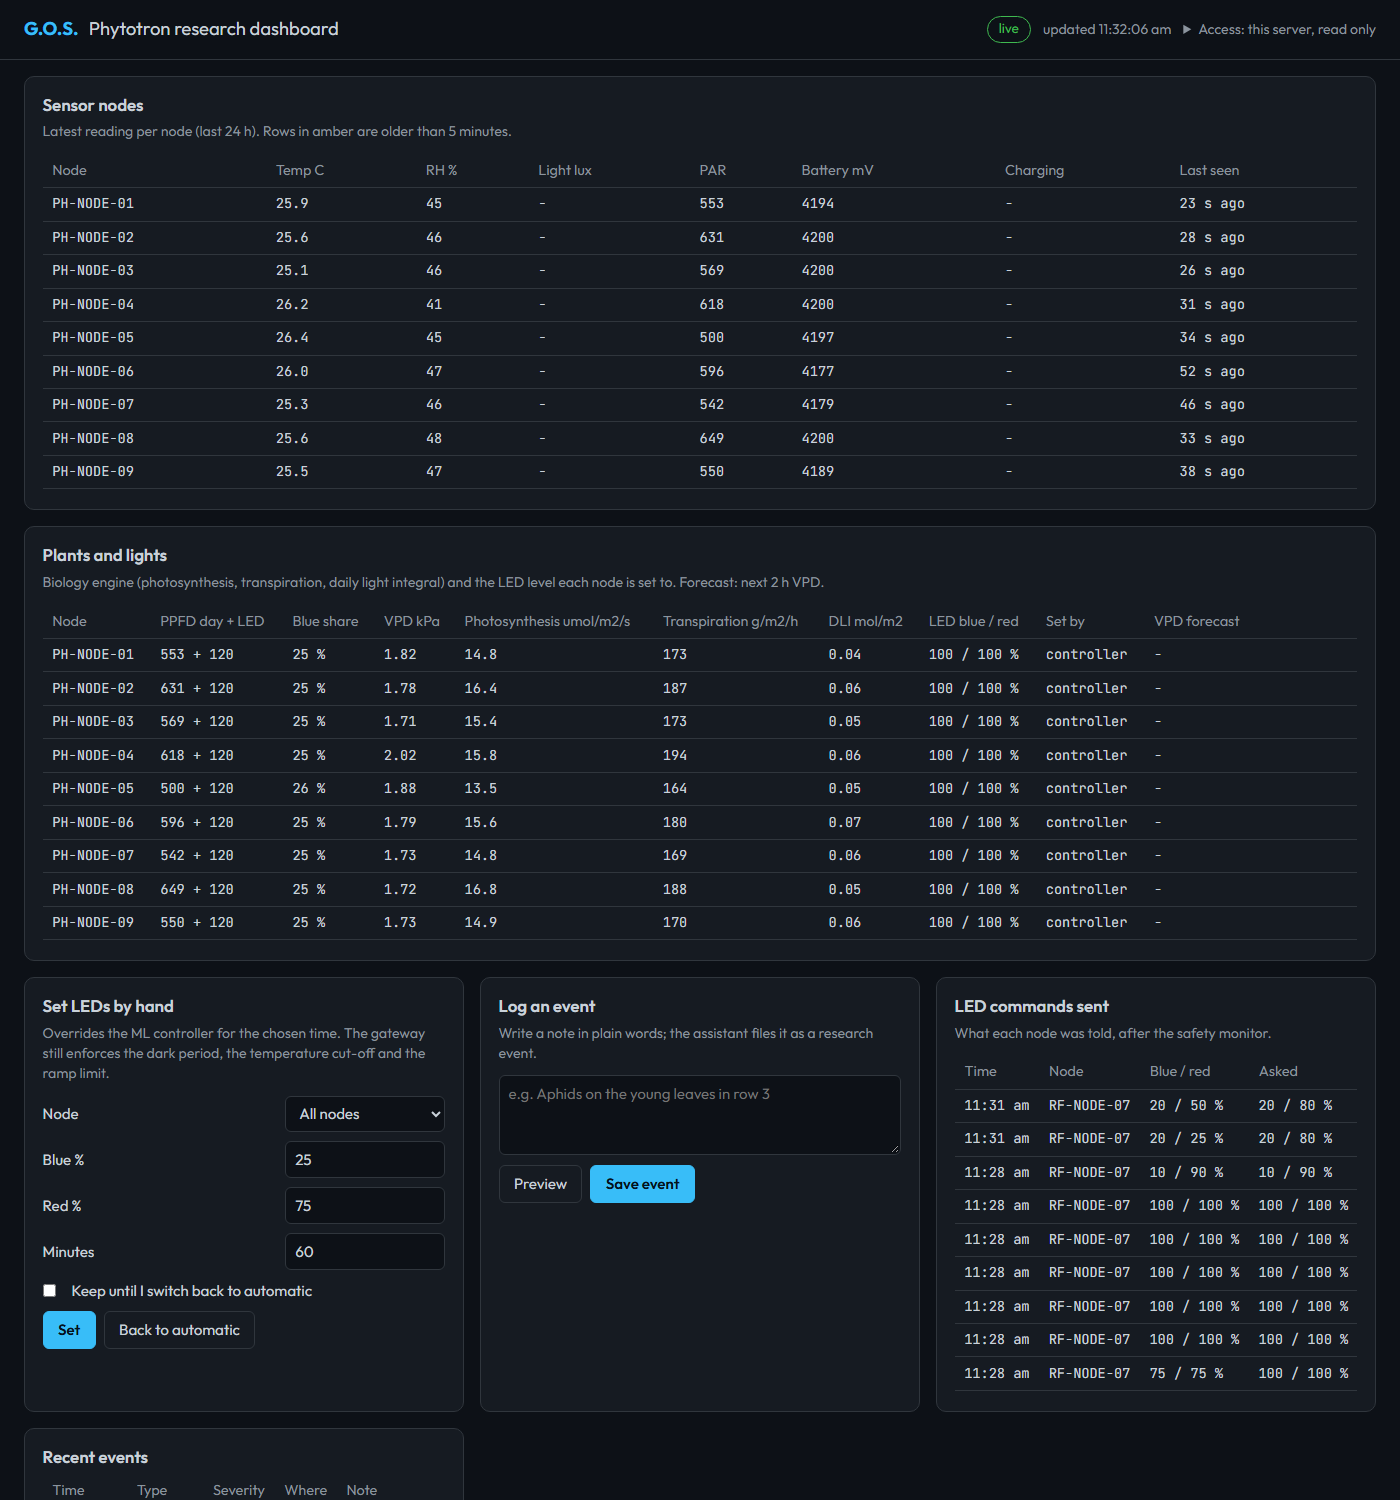 G.O.S. Phytotron research dashboard
live updated 11:32:06 am ▶ Access: this server, read only
Sensor nodes
Latest reading per node (last 24 h). Rows in amber are older than 5 minutes.
Node Temp C RH % Light lux PAR Battery mV Charging Last seen
PH-NODE-01 25.9 45 - 553 4194 - 23 s ago
PH-NODE-02 25.6 46 - 631 4200 - 28 s ago
PH-NODE-03 25.1 46 - 569 4200 - 26 s ago
PH-NODE-04 26.2 41 - 618 4200 - 31 s ago
PH-NODE-05 26.4 45 - 500 4197 - 34 s ago
PH-NODE-06 26.0 47 - 596 4177 - 52 s ago
PH-NODE-07 25.3 46 - 542 4179 - 46 s ago
PH-NODE-08 25.6 48 - 649 4200 - 33 s ago
PH-NODE-09 25.5 47 - 550 4189 - 38 s ago
Plants and lights
Biology engine (photosynthesis, transpiration, daily light integral) and the LED level each node is set to. Forecast: next 2 h VPD.
Node PPFD day + LED Blue share VPD kPa Photosynthesis umol/m2/s Transpiration g/m2/h DLI mol/m2 LED blue / red Set by VPD forecast
PH-NODE-01 553 + 120 25 % 1.82 14.8 173 0.04 100 / 100 % controller -
PH-NODE-02 631 + 120 25 % 1.78 16.4 187 0.06 100 / 100 % controller -
PH-NODE-03 569 + 120 25 % 1.71 15.4 173 0.05 100 / 100 % controller -
PH-NODE-04 618 + 120 25 % 2.02 15.8 194 0.06 100 / 100 % controller -
PH-NODE-05 500 + 120 26 % 1.88 13.5 164 0.05 100 / 100 % controller -
PH-NODE-06 596 + 120 25 % 1.79 15.6 180 0.07 100 / 100 % controller -
PH-NODE-07 542 + 120 25 % 1.73 14.8 169 0.06 100 / 100 % controller -
PH-NODE-08 649 + 120 25 % 1.72 16.8 188 0.05 100 / 100 % controller -
PH-NODE-09 550 + 120 25 % 1.73 14.9 170 0.06 100 / 100 % controller -
Set LEDs by hand
Overrides the ML controller for the chosen time. The gateway
still enforces the dark period, the temperature cut-off and the
ramp limit.
Node All nodes
Blue % 25
Red % 75
Minutes 60
Keep until I switch back to automatic
Set Back to automatic
Log an event
Write a note in plain words; the assistant files it as a research
event.
e.g. Aphids on the young leaves in row 3
Preview Save event
LED commands sent
What each node was told, after the safety monitor.
Time Node Blue / red Asked
11:31 am RF-NODE-07 20 / 50 % 20 / 80 %
11:31 am RF-NODE-07 20 / 25 % 20 / 80 %
11:28 am RF-NODE-07 10 / 90 % 10 / 90 %
11:28 am RF-NODE-07 100 / 100 % 100 / 100 %
11:28 am RF-NODE-07 100 / 100 % 100 / 100 %
11:28 am RF-NODE-07 100 / 100 % 100 / 100 %
11:28 am RF-NODE-07 100 / 100 % 100 / 100 %
11:28 am RF-NODE-07 100 / 100 % 100 / 100 %
11:28 am RF-NODE-07 75 / 75 % 100 / 100 %
Recent events
Time Type Severity Where Note